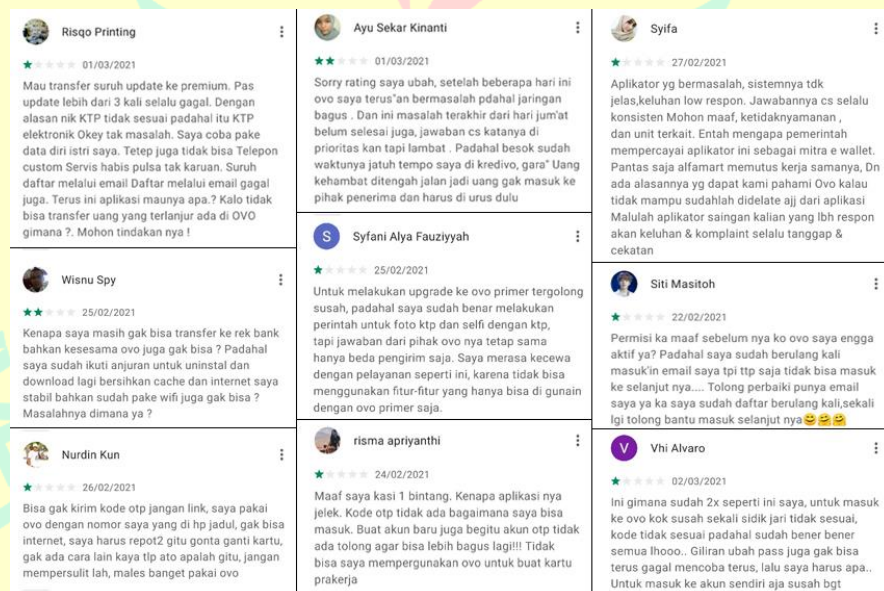 Risqo Printing
01/03/2021
Mau transfer suruh update ke premium. Pas
update lebih dari 3 kali selalu gagal. Dengan
alasan nik KTP tidak sesuai padahal itu KTP
elektronik Okey tak masalah. Saya coba pake
data diri istri saya. Tetep juga tidak bisa Telepon
custom Servis habis pulsa tak karuan. Suruh
daftar melalui email Daftar melalui email gagal
juga. Terus ini aplikasi maunya apa.? Kalo tidak
bisa transfer uang yang terlanjur ada di OVO
gimana ?. Mohon tindakan nya !
Wisnu Spy
25/02/2021
Kenapa saya masih gak bisa transfer ke rek bank
bahkan kesesama ovo juga gak bisa ? Padahal
saya sudah ikuti anjuran untuk uninstal dan
download lagi bersihkan cache dan internet saya
stabil bahkan sudah pake wifi juga gak bisa ?
Masalahnya dimana ya ?
Nurdin Kun
26/02/2021
Bisa gak kirim kode otp jangan link, saya pakai
ovo dengan nomor saya yang di hp jadul, gak bisa
internet, saya harus repot2 gitu gonta ganti kartu,
gak ada cara lain kaya tlp ato apalah gitu, jangan
mempersulit lah, males banget pakai ovo
Ayu Sekar Kinanti
01/03/2021
Sorry rating saya ubah, setelah beberapa hari ini
ovo saya terus"an bermasalah pdahal jaringan
bagus . Dan ini masalah terakhir dari hari jum'at
belum selesai juga, jawaban cs katanya di
prioritas kan tapi lambat . Padahal besok sudah
waktunya jatuh tempo saya di kredivo, gara" Uang
kehambat ditengah jalan jadi uang gak masuk ke
pihak penerima dan harus di urus dulu
S
Syfani Alya Fauziyyah
25/02/2021
Untuk melakukan upgrade ke ovo primer tergolong
susah, padahal saya sudah benar melakukan
perintah untuk foto ktp dan selfi dengan ktp,
tapi jawaban dari pihak ovo nya tetap sama
hanya beda pengirim saja. Saya merasa kecewa
dengan pelayanan seperti ini, karena tidak bisa
menggunakan fitur-fitur yang hanya bisa di gunain
dengan ovo primer saja.
risma apriyanthi
24/02/2021
Maaf saya kasi 1 bintang. Kenapa aplikasi nya
jelek. Kode otp tidak ada bagaimana saya bisa
masuk. Buat akun baru juga begitu akun otp tidak
ada tolong agar bisa lebih bagus lagi!!! Tidak
bisa saya mempergunakan ovo untuk buat kartu
prakerja
Syifa
27/02/2021
Aplikator yg bermasalah, sistemnya tdk
jelas,keluhan low respon. Jawabannya cs selalu
konsisten Mohon maaf, ketidaknyamanan ,
dan unit terkait. Entah mengapa pemerintah
mempercayai aplikator ini sebagai mitra e wallet.
Pantas saja alfamart memutus kerja samanya, Dn
ada alasannya yg dapat kami pahami Ovo kalau
tidak mampu sudahlah didelate ajj dari aplikasi
Malulah aplikator saingan kalian yg lbh respon
akan keluhan & komplaint selalu tanggap &
cekatan
Siti Masitoh
22/02/2021
Permisi ka maaf sebelum nya ko ovo saya engga
aktif ya? Padahal saya sudah berulang kali
masuk'in email saya tpi ttp saja tidak bisa masuk
ke selanjut nya.... Tolong perbaiki punya email
saya ya ka saya sudah daftar berulang kali,sekali
lgi tolong bantu masuk selanjut nya😄🤗🤗
V
Vhi Alvaro
02/03/2021
Ini gimana sudah 2x seperti ini saya, untuk masuk
ke ovo kok susah sekali sidik jari tidak sesuai,
kode tidak sesuai padahal sudah bener bener
semua lhooo.. Giliran ubah pass juga gak bisa
terus gagal mencoba terus, lalu saya harus apa..
Untuk masuk ke akun sendiri aja susah bgt